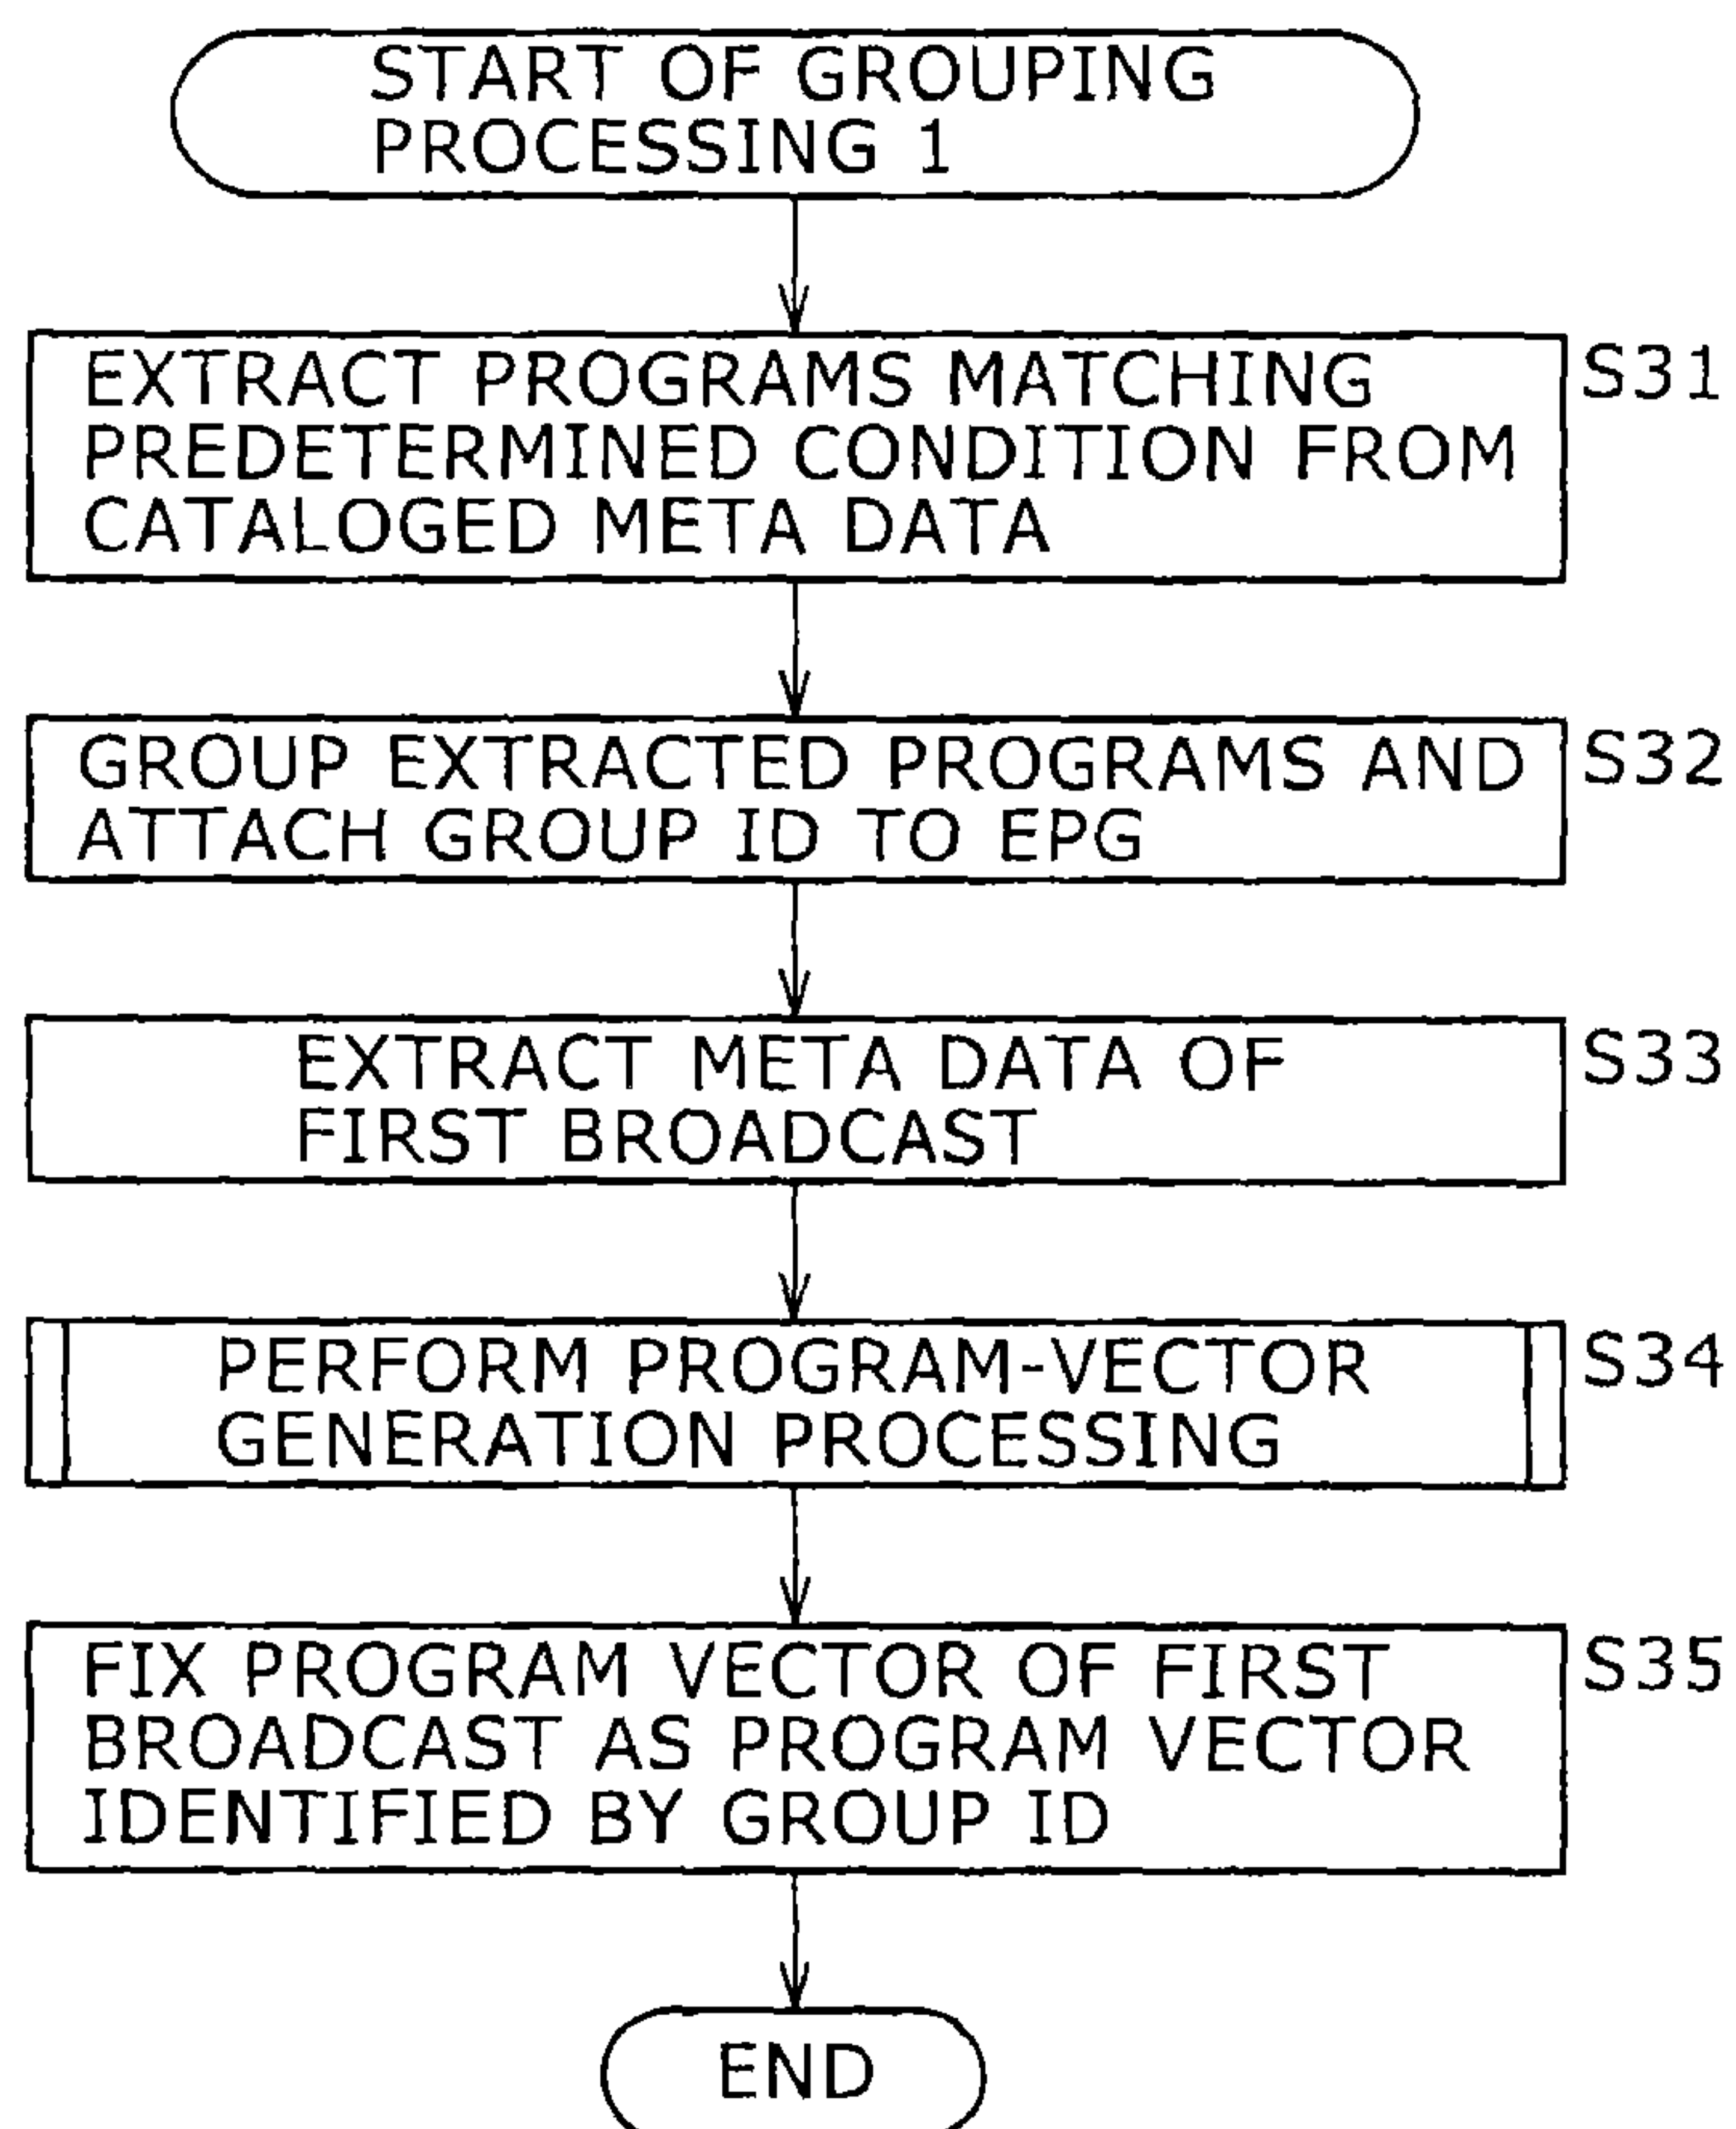 START OF GROUPING
PROCESSING 1
EXTRACT PROGRAMS MATCHING
PREDETERMINED CONDITION FROM
CATALOGED META DATA
S31
GROUP EXTRACTED PROGRAMS AND
ATTACH GROUP ID TO EPG
S32
EXTRACT META DATA OF
FIRST BROADCAST
S33
PERFORM PROGRAM-VECTOR
GENERATION PROCESSING
S34
FIX PROGRAM VECTOR OF FIRST
BROADCAST AS PROGRAM VECTOR
IDENTIFIED BY GROUP ID
S35
END